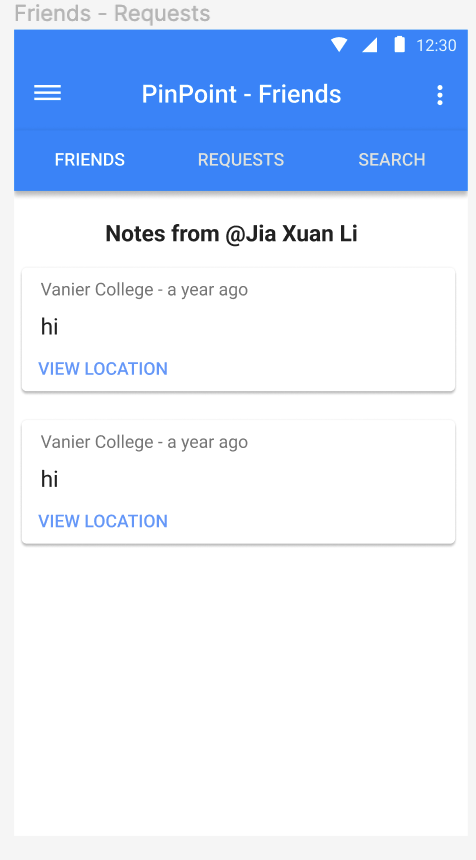 Friends - Requests
12:30
PinPoint - Friends
FRIENDS REQUESTS SEARCH
Notes from @Jia Xuan Li
Vanier College - a year ago
hi
VIEW LOCATION
Vanier College - a year ago
hi
VIEW LOCATION